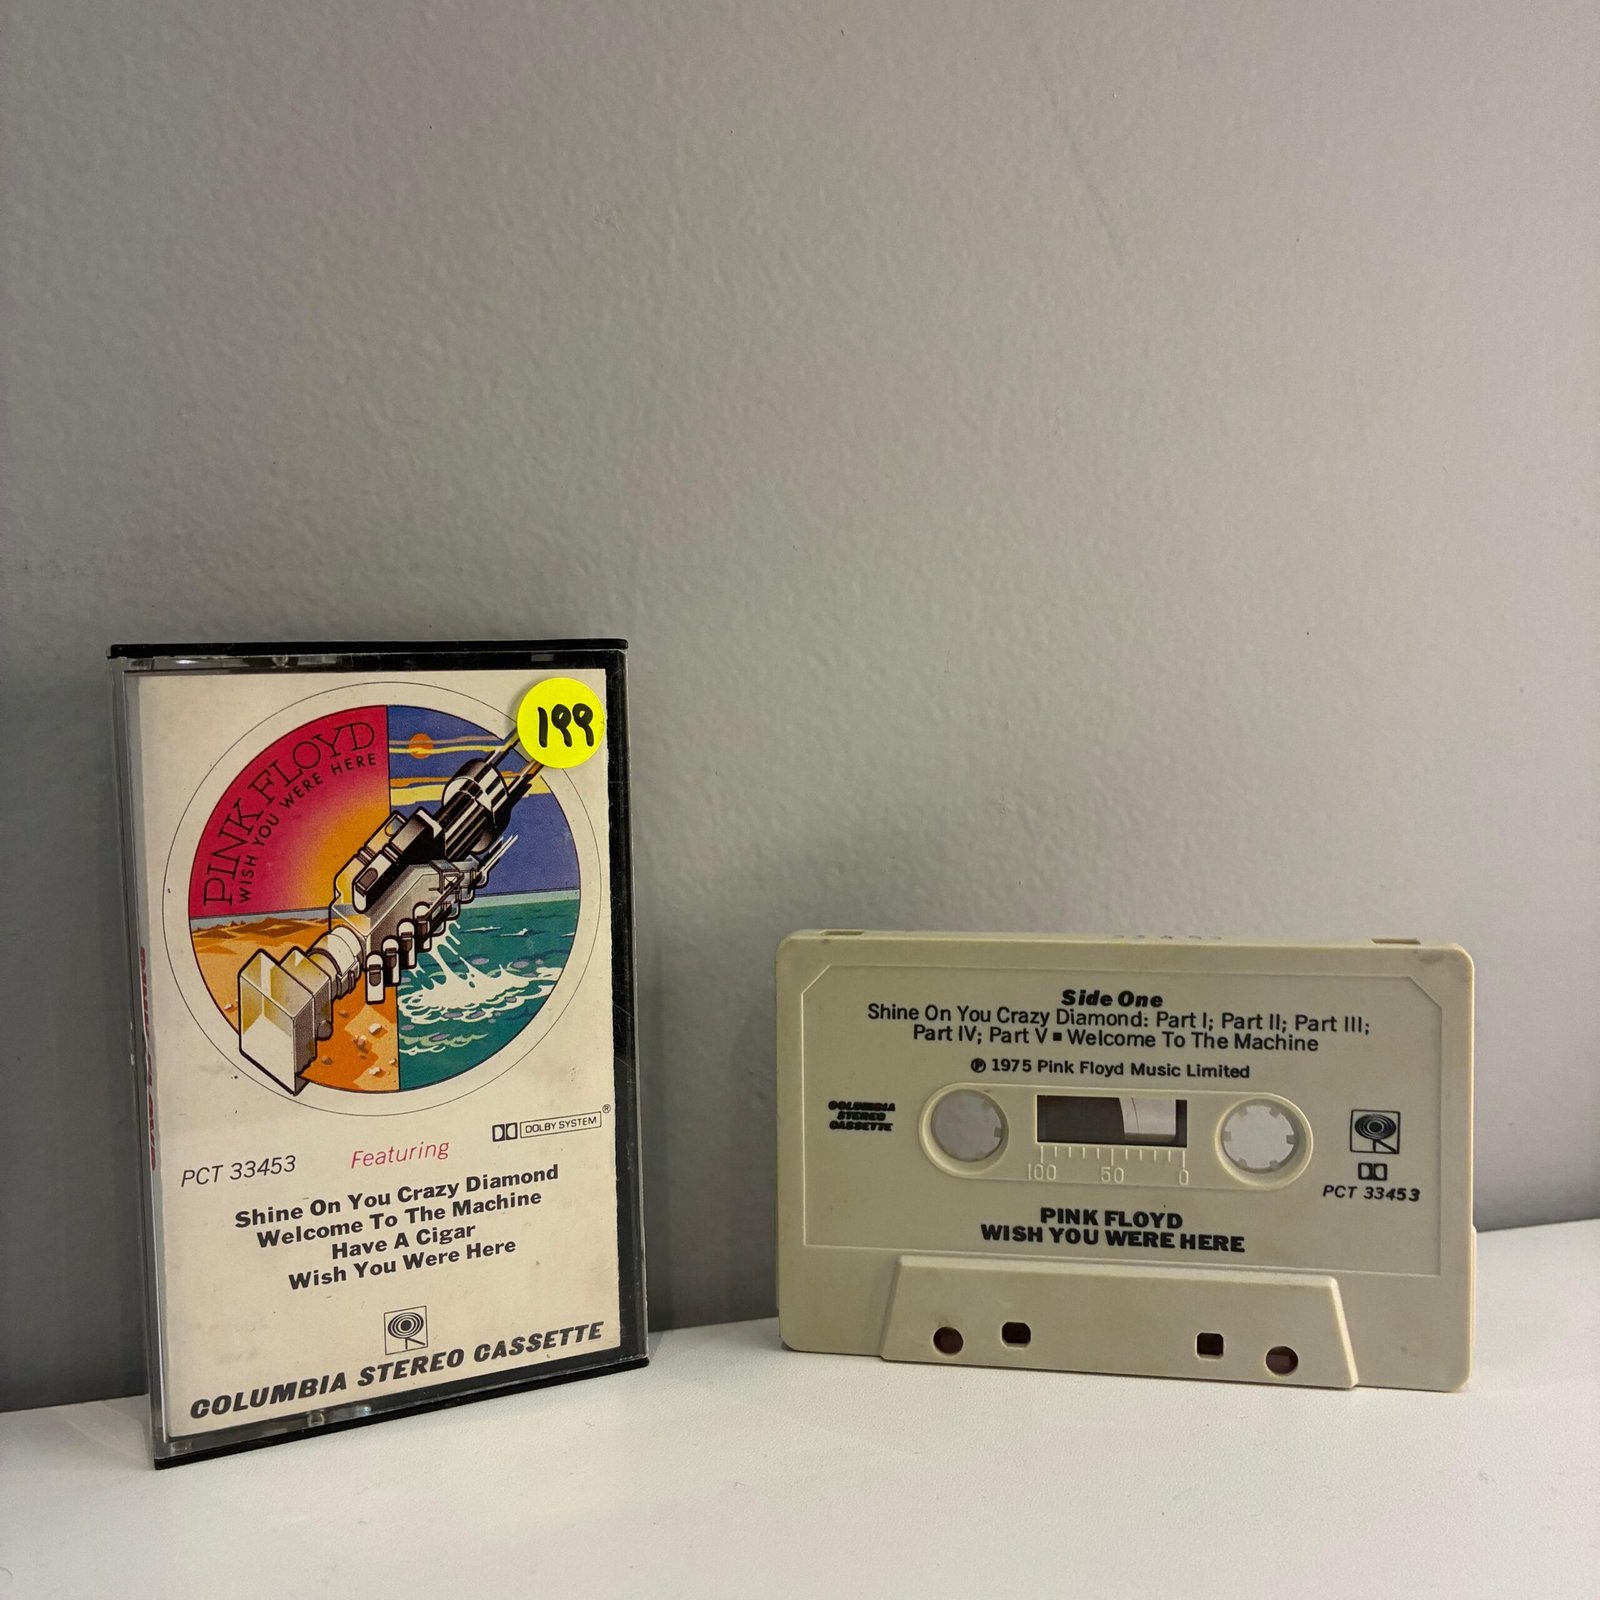 199
PINK FLOYD
WISH YOU WERE HERE
DOLBY SYSTEM ®
PCT 33453
Featuring
Shine On You Crazy Diamond
Welcome To The Machine
Have A Cigar
Wish You Were Here
COLUMBIA STEREO CASSETTE
Side One
Shine On You Crazy Diamond: Part I; Part II; Part III;
Part IV; Part V ■ Welcome To The Machine
℗ 1975 Pink Floyd Music Limited
COLUMBIA
STEREO
CASSETTE
100 50 0
PCT 33453
PINK FLOYD
WISH YOU WERE HERE